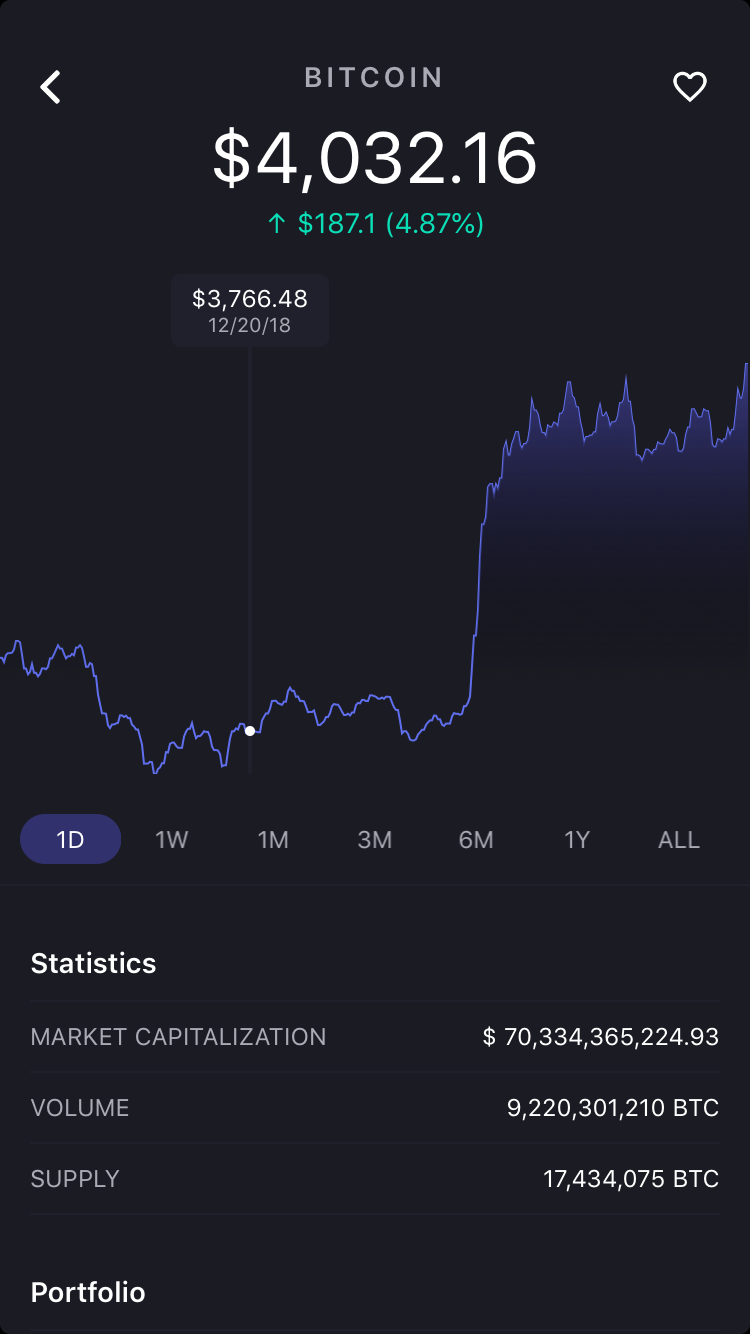 BITCOIN
$4,032.16
↑ $187.1 (4.87%)
$3,766.48
12/20/18
1D 1W 1M 3M 6M 1Y ALL
Statistics
MARKET CAPITALIZATION $ 70,334,365,224.93
VOLUME 9,220,301,210 BTC
SUPPLY 17,434,075 BTC
Portfolio